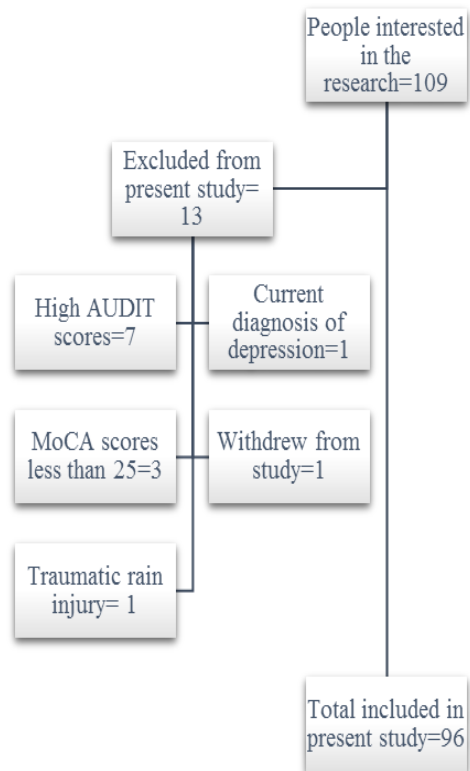 People interested
in the
research=109
Excluded from
present study=
13
High AUDIT
scores=7
Current
diagnosis of
depression=1
MoCA scores
less than 25=3
Withdrew from
study=1
Traumatic rain
injury= 1
Total included in
present study=96